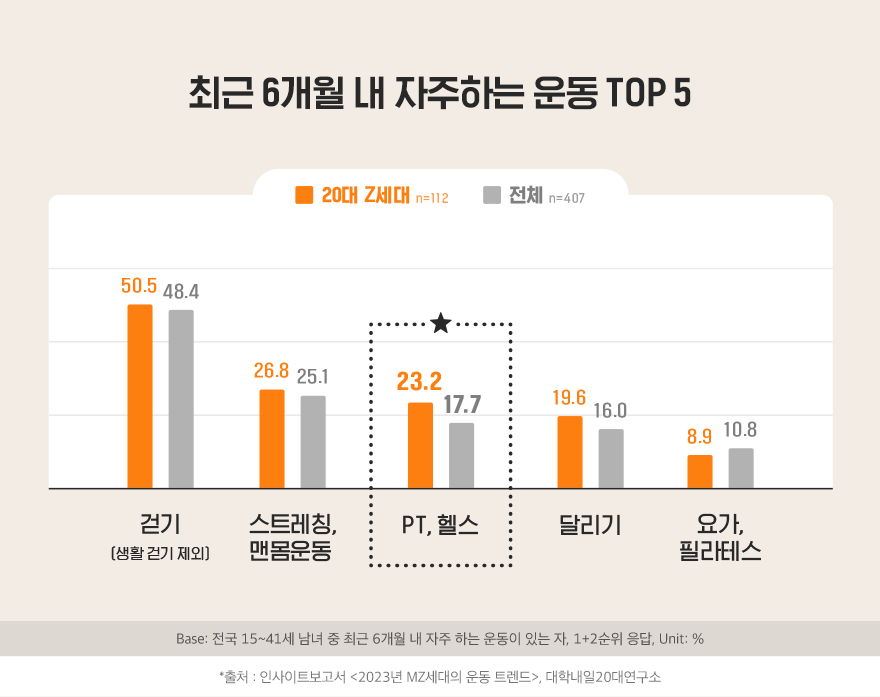 최근 6개월 내 자주하는 운동 TOP 5
20대 Z세대 n=112 전체 n=407
50.5 48.4
26.8 25.1
23.2 17.7
19.6 16.0
8.9 10.8
걷기
(생활 걷기 제외)
스트레칭,
맨몸운동
PT, 헬스
달리기
요가,
필라테스
Base: 전국 15~41세 남녀 중 최근 6개월 내 자주 하는 운동이 있는 자, 1+2순위 응답, Unit: %
*출처 : 인사이트보고서 <2023년 MZ세대의 운동 트렌드>, 대학내일20대연구소